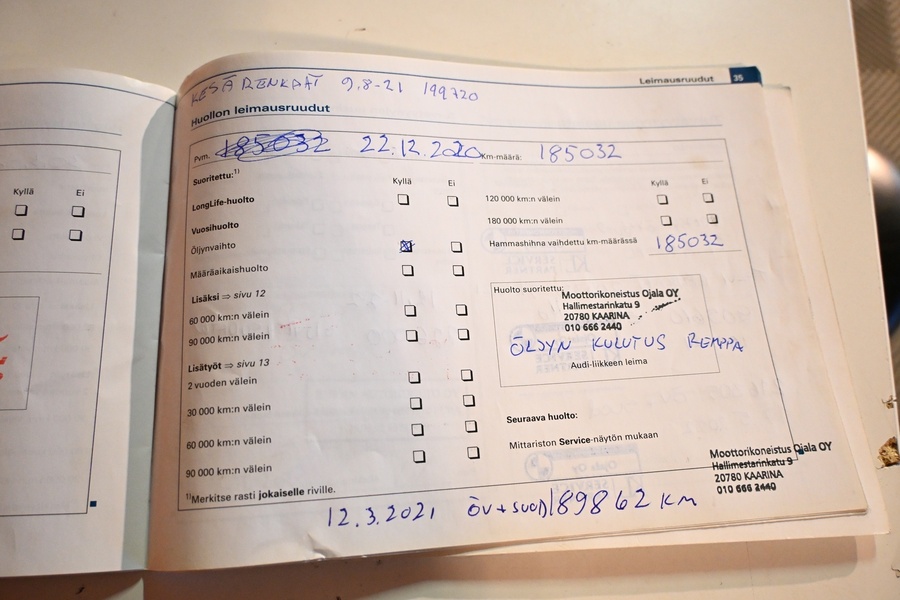 Leimausruudut 35
KESÄ RENKAAT 9.8-21 199720
Huollon leimausruudut
Pvm. 185032 22.12.2020 Km-määrä: 185032
Suoritettu:1)
Kyllä Ei
LongLife-huolto
Vuosihuolto
Öljynvaihto
Määräaikaishuolto
Lisäksi ⇒ sivu 12
60 000 km:n välein
90 000 km:n välein
Lisätyöt ⇒ sivu 13
2 vuoden välein
30 000 km:n välein
60 000 km:n välein
90 000 km:n välein
1)Merkitse rasti jokaiselle riville.
Kyllä Ei
120 000 km:n välein
180 000 km:n välein
Hammashihna vaihdettu km-määrässä 185032
Huolto suoritettu:
Moottorikoneistus Ojala OY
Hallimestarinkatu 9
20780 KAARINA
010 666 2440
ÖLJYN KULUTUS REMPPA
Audi-liikkeen leima
Seuraava huolto:
Mittariston Service-näytön mukaan
Moottorikoneistus Ojala OY
Hallimestarinkatu 9
20780 KAARINA
010 666 2440
12.3.2021 ÖV+SUOD 189862 KM
Kyllä Ei